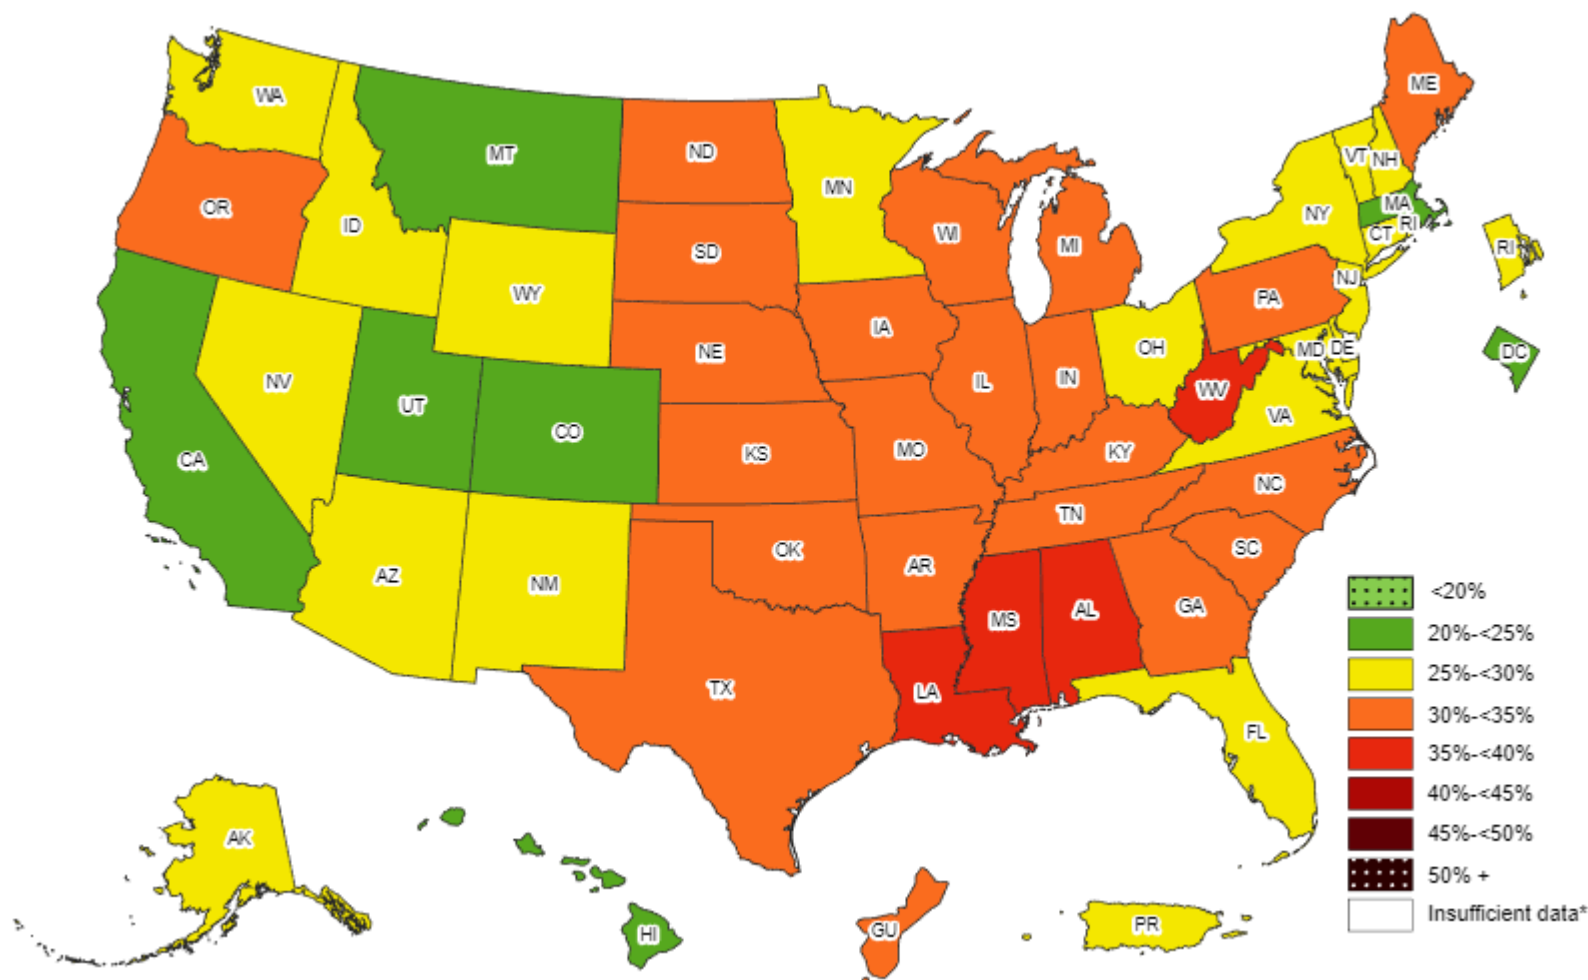 ME
WA
MT
ND
MN
VT
NH
OR
ID
SD
WI
MI
NY
MA
RI
CT
RI
WY
NJ
PA
IA
NE
OH
MD
DE
DC
NV
UT
IL
IN
WV
CO
VA
CA
KS
MO
KY
NC
TN
OK
SC
AZ
NM
AR
GA
MS
AL
TX
LA
FL
AK
HI
GU
PR
<20%
20%-<25%
25%-<30%
30%-<35%
35%-<40%
40%-<45%
45%-<50%
50% +
Insufficient data*